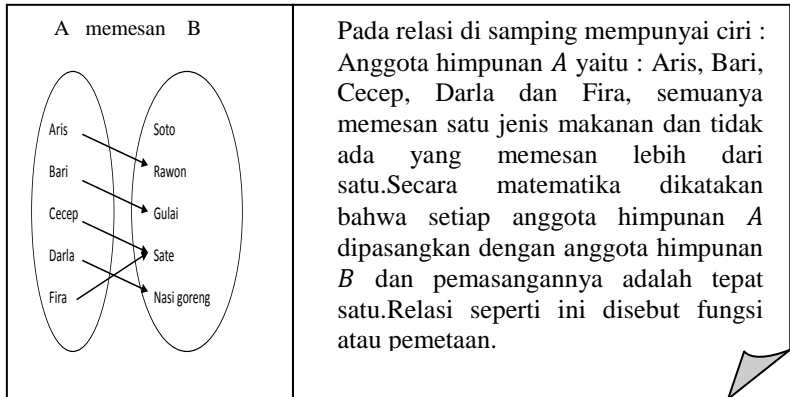 A memesan B
Aris
Bari
Cecep
Darla
Fira
Soto
Rawon
Gulai
Sate
Nasi goreng
Pada relasi di samping mempunyai ciri :
Anggota himpunan A yaitu : Aris, Bari,
Cecep, Darla dan Fira, semuanya
memesan satu jenis makanan dan tidak
ada yang memesan lebih dari
satu.Secara matematika dikatakan
bahwa setiap anggota himpunan A
dipasangkan dengan anggota himpunan
B dan pemasangannya adalah tepat
satu.Relasi seperti ini disebut fungsi
atau pemetaan.